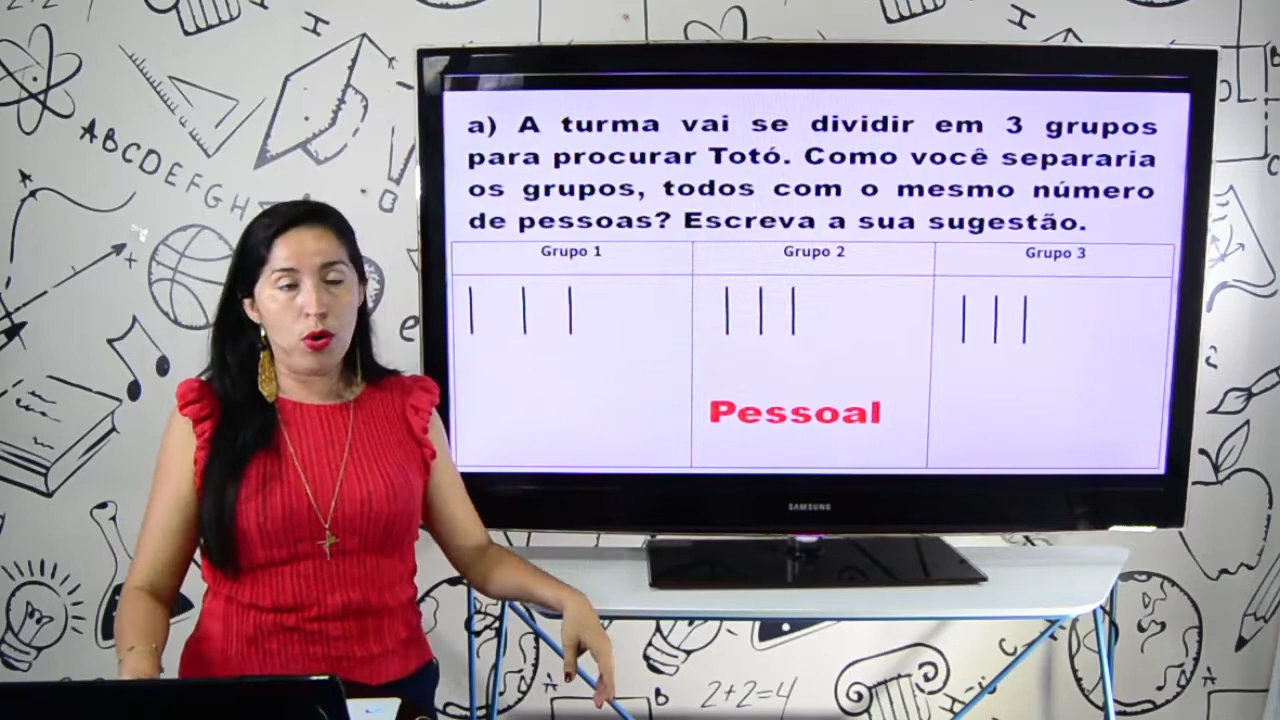 a) A turma vai se dividir em 3 grupos
para procurar Totó. Como você separaria
os grupos, todos com o mesmo número
de pessoas? Escreva a sua sugestão.
Grupo 1 Grupo 2 Grupo 3
Pessoal
SAMSUNG
ABCDEFGH
2+2=4
A B